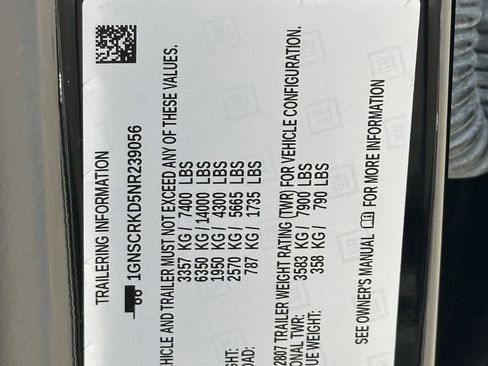 TRAILERING INFORMATION
1GNSCRKD5NR239056
EHICLE AND TRAILER MUST NOT EXCEED ANY OF THESE VALUES.
3357 KG / 7400 LBS
6350 KG / 14000 LBS
1950 KG / 4300 LBS
GHT: 2570 KG / 5665 LBS
OAD: 787 KG / 1735 LBS
2807 TRAILER WEIGHT RATING (TWR) FOR VEHICLE CONFIGURATION.
ONAL TWR: 3583 KG / 7900 LBS
UE WEIGHT: 358 KG / 790 LBS
SEE OWNER'S MANUAL FOR MORE INFORMATION